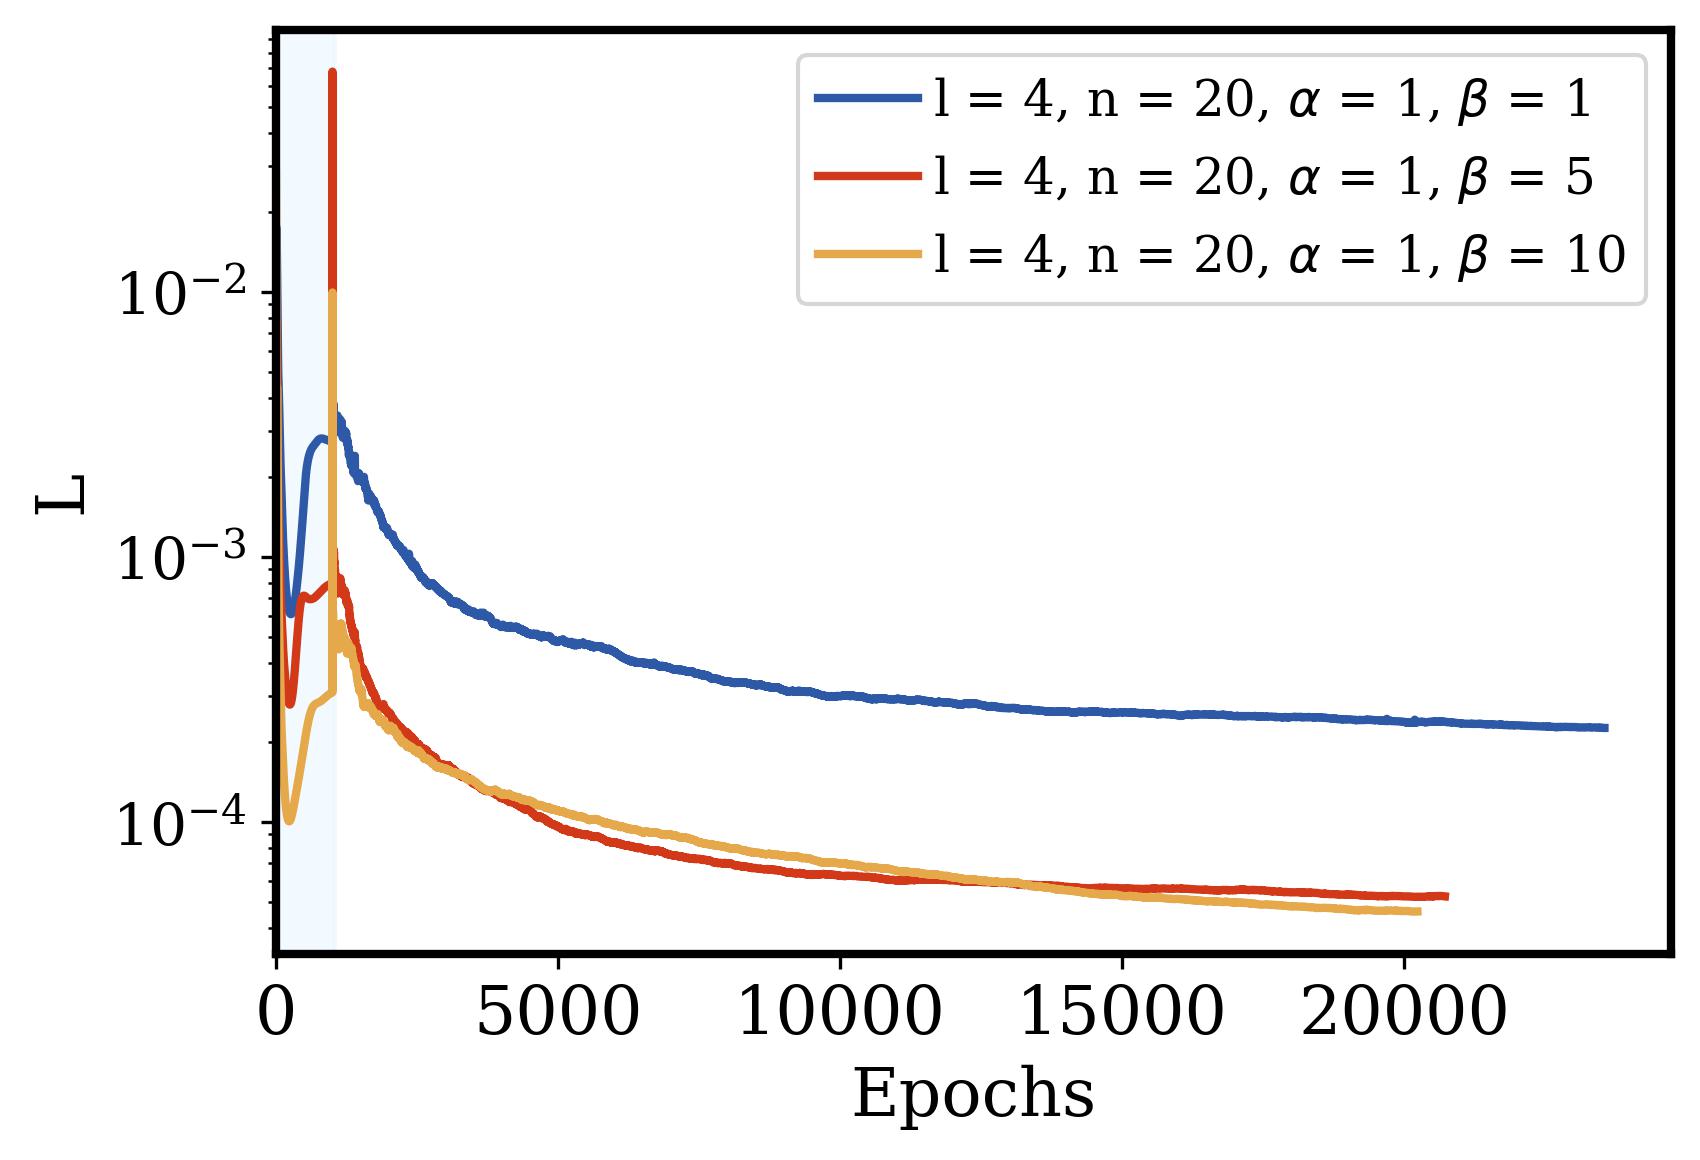 l = 4, n = 20, α = 1, β = 1
l = 4, n = 20, α = 1, β = 5
l = 4, n = 20, α = 1, β = 10
10⁻²
10⁻³
10⁻⁴
L
0 5000 10000 15000 20000
Epochs